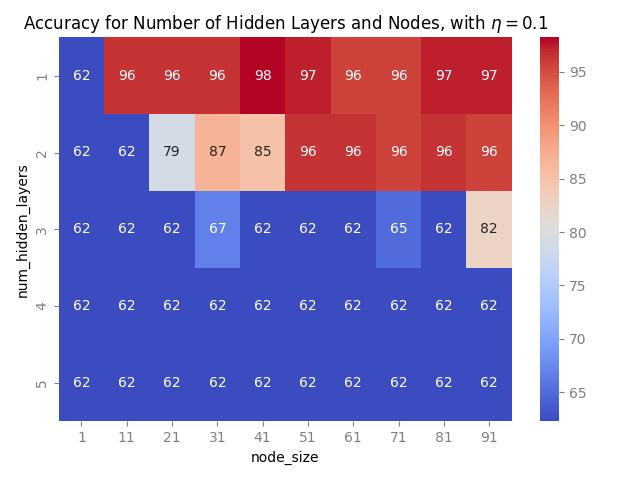 Accuracy for Number of Hidden Layers and Nodes, with η = 0.1
num_hidden_layers
1 62 96 96 96 98 97 96 96 97 97
2 62 62 79 87 85 96 96 96 96 96
3 62 62 62 67 62 62 62 65 62 82
4 62 62 62 62 62 62 62 62 62 62
5 62 62 62 62 62 62 62 62 62 62
1 11 21 31 41 51 61 71 81 91
node_size
95
90
85
80
75
70
65